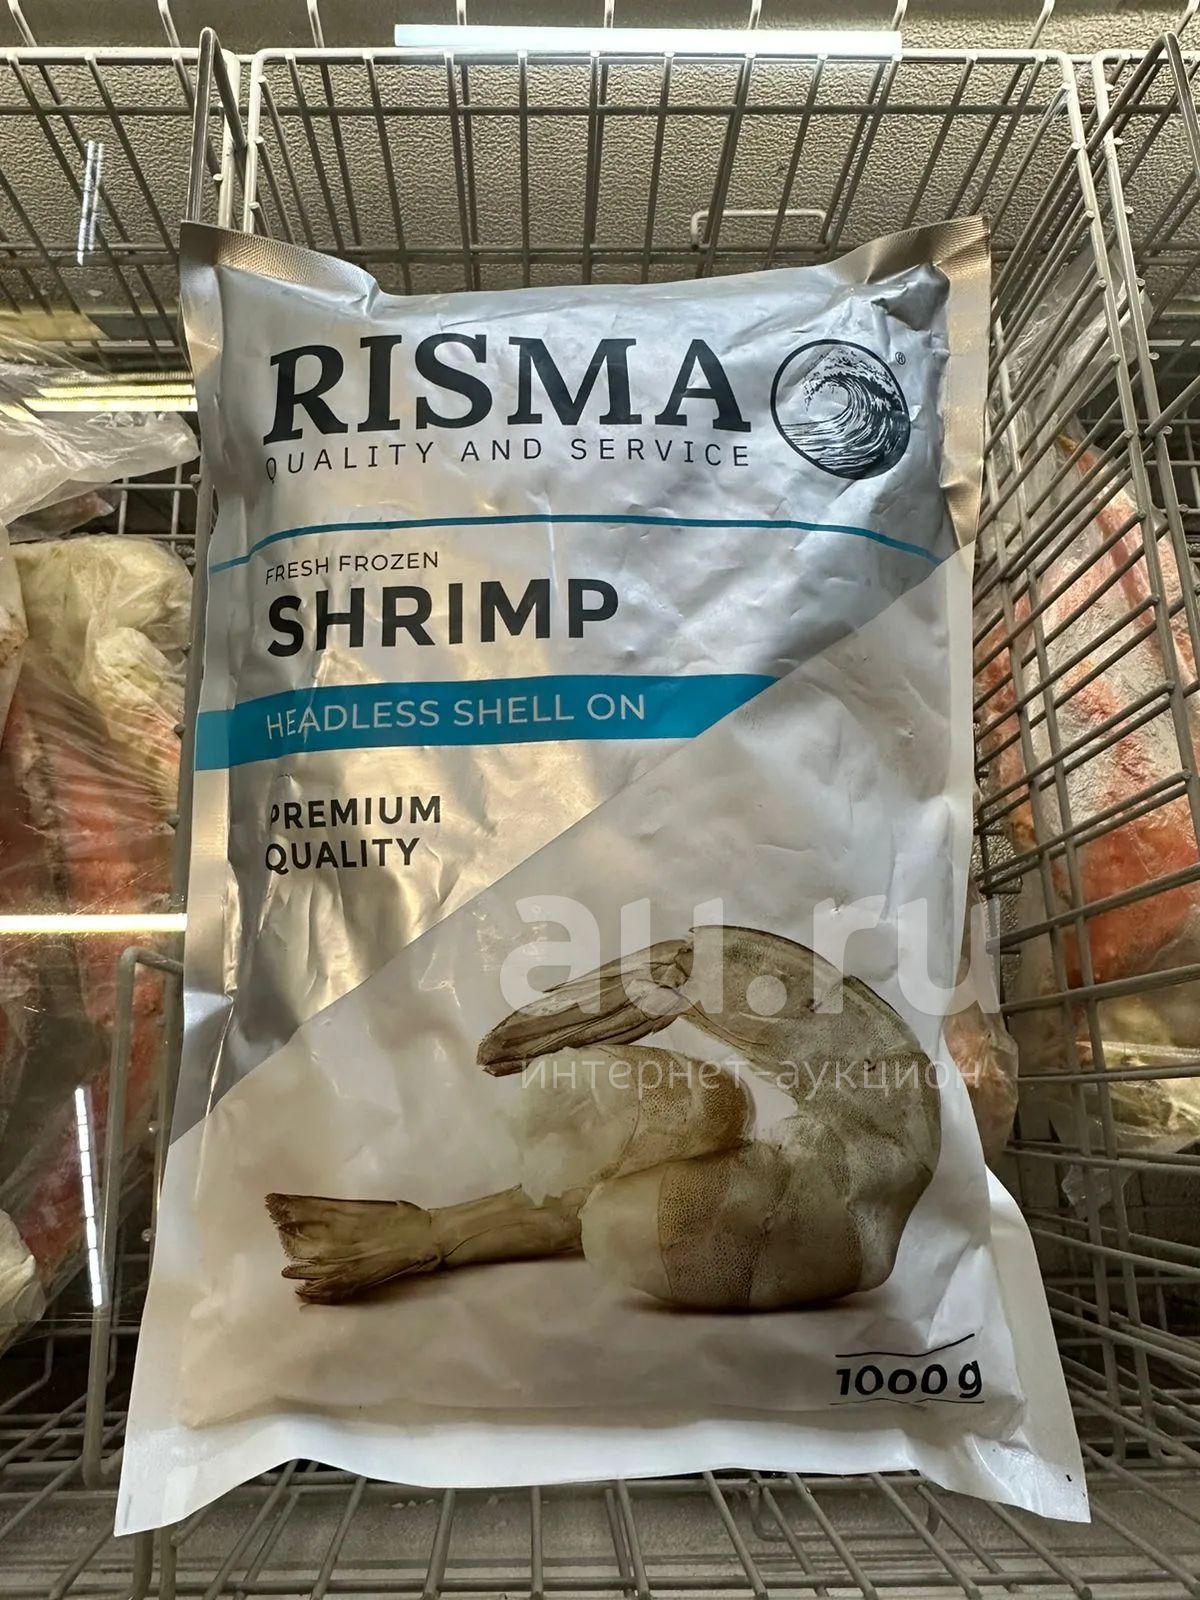 RISMA
®
QUALITY AND SERVICE
FRESH FROZEN
SHRIMP
HEADLESS SHELL ON
PREMIUM
QUALITY
au.ru
интернет-аукцион
1000 g